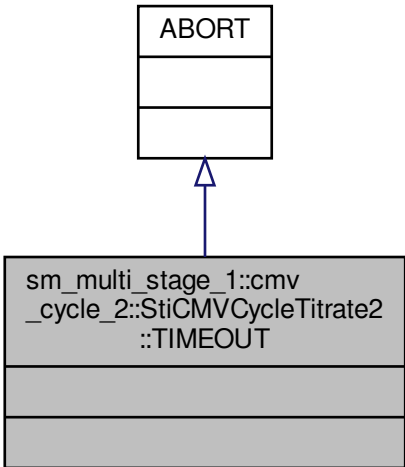 ABORT
sm_multi_stage_1::cmv
_cycle_2::StiCMVCycleTitrate2
::TIMEOUT